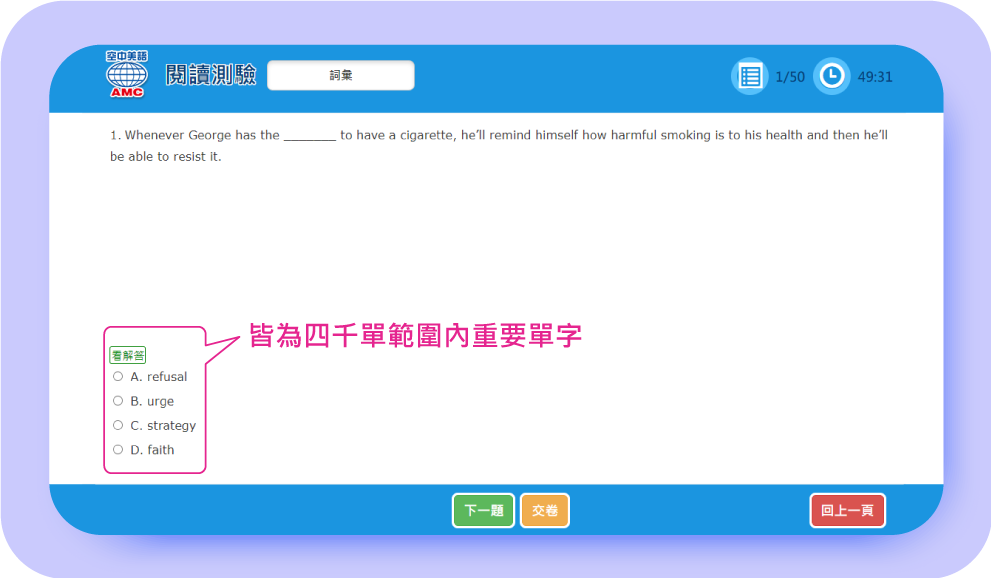 空中美語
AMC
閱讀測驗
詞彙
1/50
49:31
1. Whenever George has the _______ to have a cigarette, he’ll remind himself how harmful smoking is to his health and then he’ll
be able to resist it.
皆為四千單範圍內重要單字
看解答
A. refusal
B. urge
C. strategy
D. faith
下一題
交卷
回上一頁